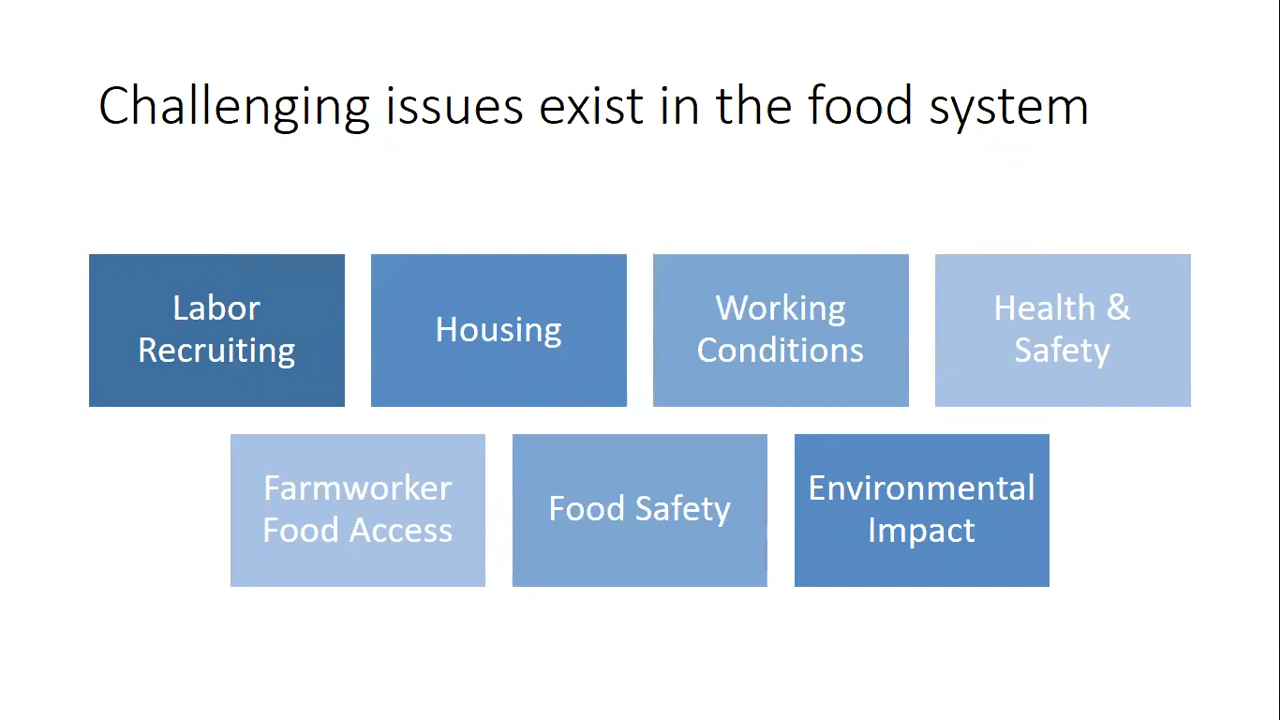 Challenging issues exist in the food system
Labor
Recruiting
Housing
Working
Conditions
Health &
Safety
Farmworker
Food Access
Food Safety
Environmental
Impact